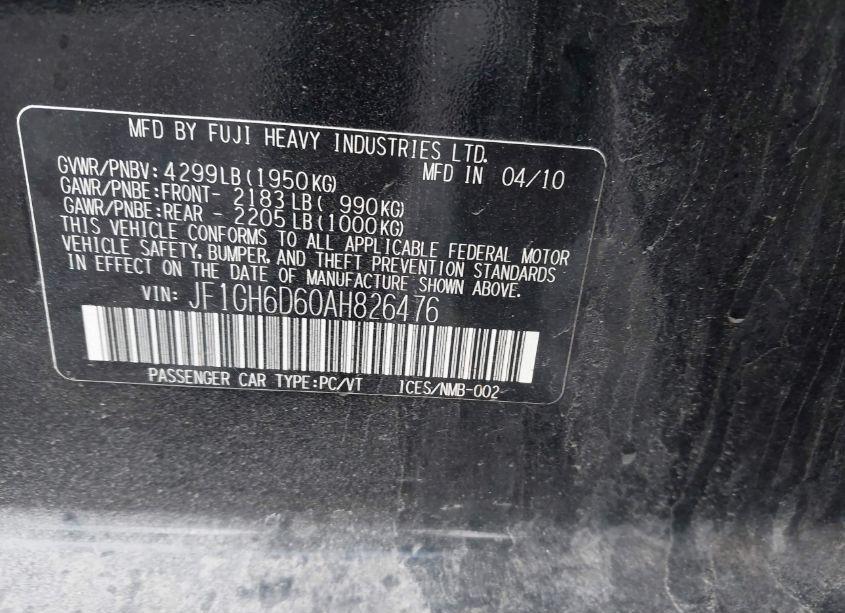 MFD BY FUJI HEAVY INDUSTRIES LTD.
GVWR/PNBV: 4299LB(1950KG) MFD IN 04/10
GAWR/PNBE:FRONT- 2183LB( 990KG)
GAWR/PNBE:REAR - 2205LB(1000KG)
THIS VEHICLE CONFORMS TO ALL APPLICABLE FEDERAL MOTOR
VEHICLE SAFETY, BUMPER, AND THEFT PREVENTION STANDARDS
IN EFFECT ON THE DATE OF MANUFACTURE SHOWN ABOVE.
VIN: JF1GH6D60AH826476
PASSENGER CAR TYPE:PC/VT ICES/NMB-002